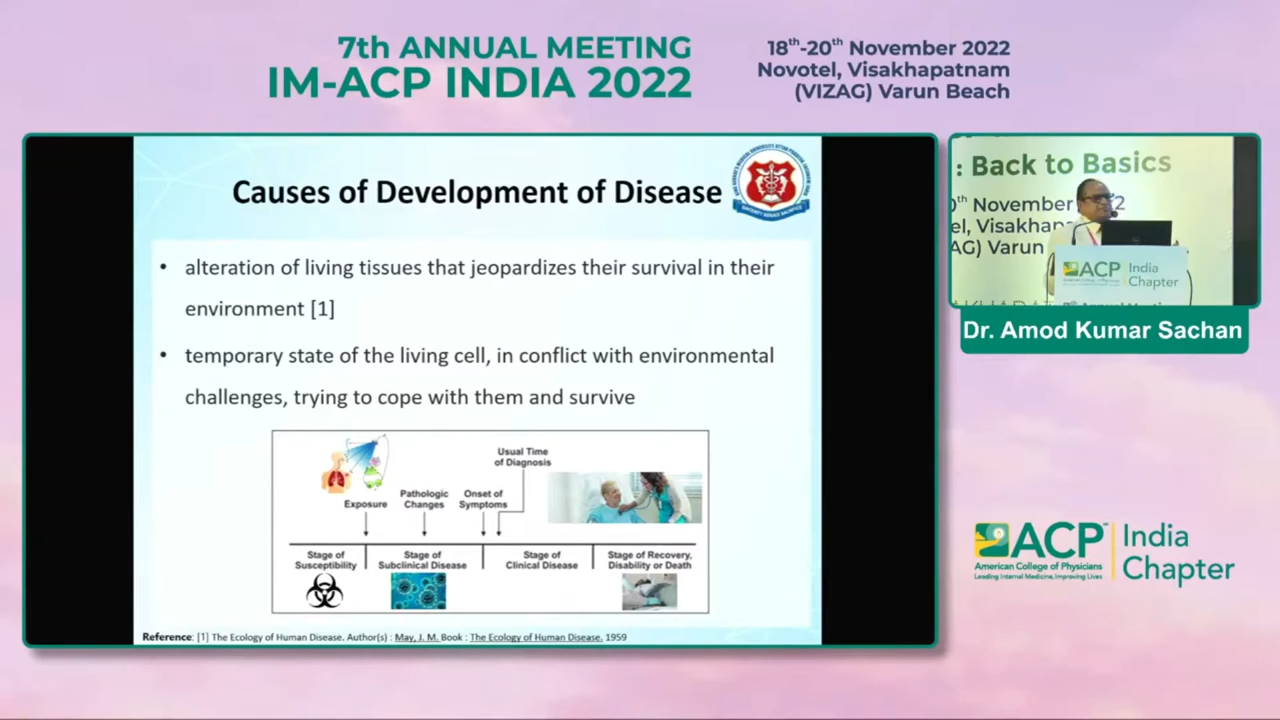 7th ANNUAL MEETING
IM-ACP INDIA 2022
18th-20th November 2022
Novotel, Visakhapatnam
(VIZAG) Varun Beach
Causes of Development of Disease
• alteration of living tissues that jeopardizes their survival in their
environment [1]
• temporary state of the living cell, in conflict with environmental
challenges, trying to cope with them and survive
Usual Time
of Diagnosis
Exposure
Pathologic
Changes
Onset of
Symptoms
Stage of
Susceptibility
Stage of
Subclinical Disease
Stage of
Clinical Disease
Stage of Recovery,
Disability or Death
Reference: [1] The Ecology of Human Disease. Author(s) : May, J. M. Book : The Ecology of Human Disease. 1959
: Back to Basics
November
Varun
ACP
India
Chapter
Dr. Amod Kumar Sachan
ACP
American College of Physicians
Leading Internal Medicine, Improving Lives
India
Chapter